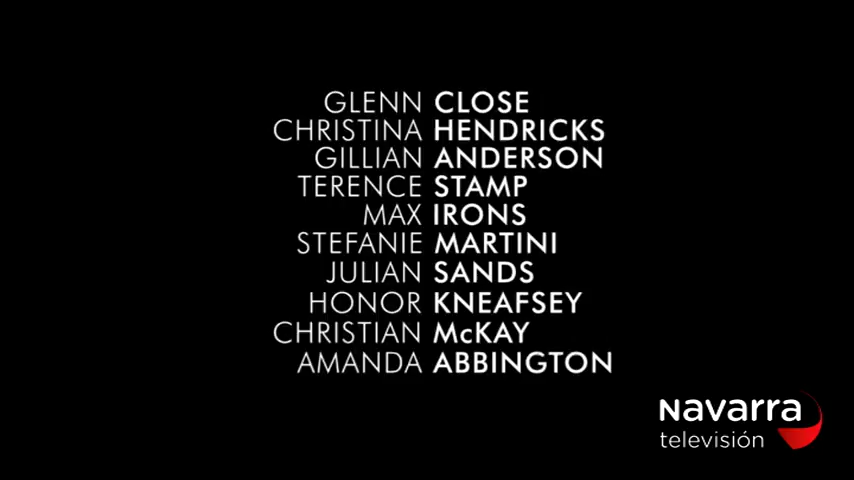 GLENN CLOSE
CHRISTINA HENDRICKS
GILLIAN ANDERSON
TERENCE STAMP
MAX IRONS
STEFANIE MARTINI
JULIAN SANDS
HONOR KNEAFSEY
CHRISTIAN McKAY
AMANDA ABBINGTON
Navarra
televisión